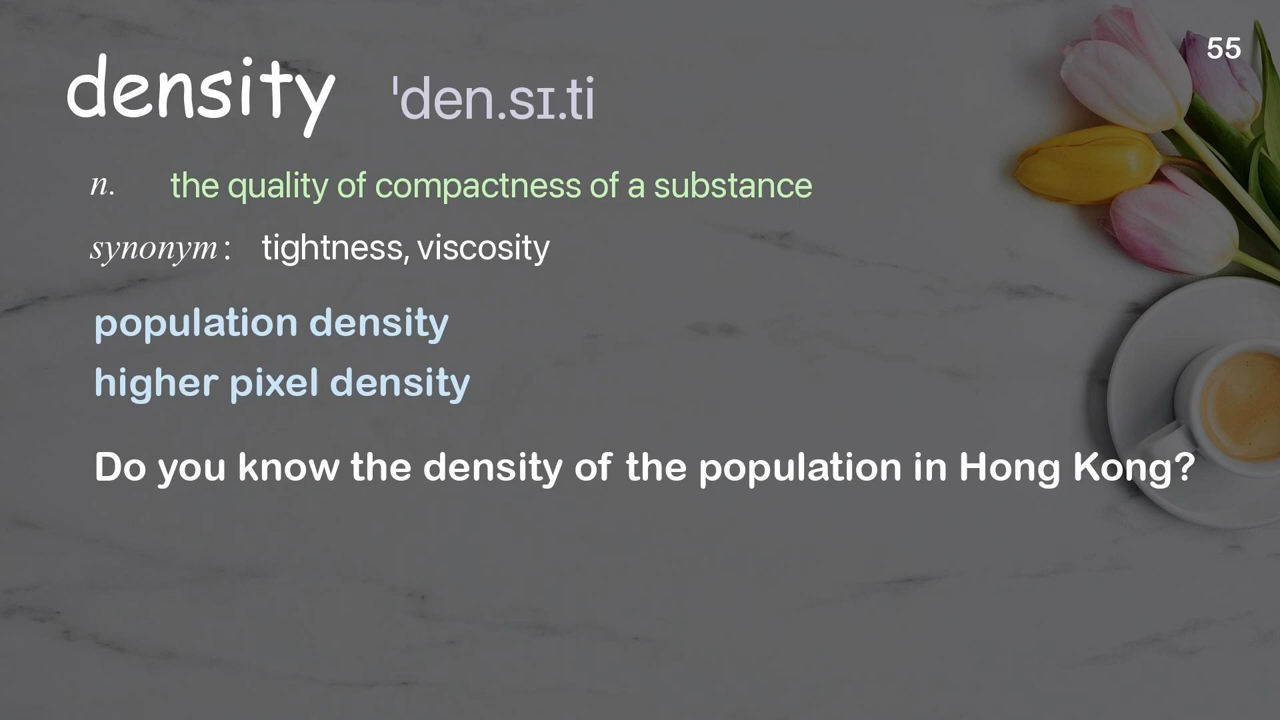 55
density ˈden.sɪ.ti
n. the quality of compactness of a substance
synonym: tightness, viscosity
population density
higher pixel density
Do you know the density of the population in Hong Kong?